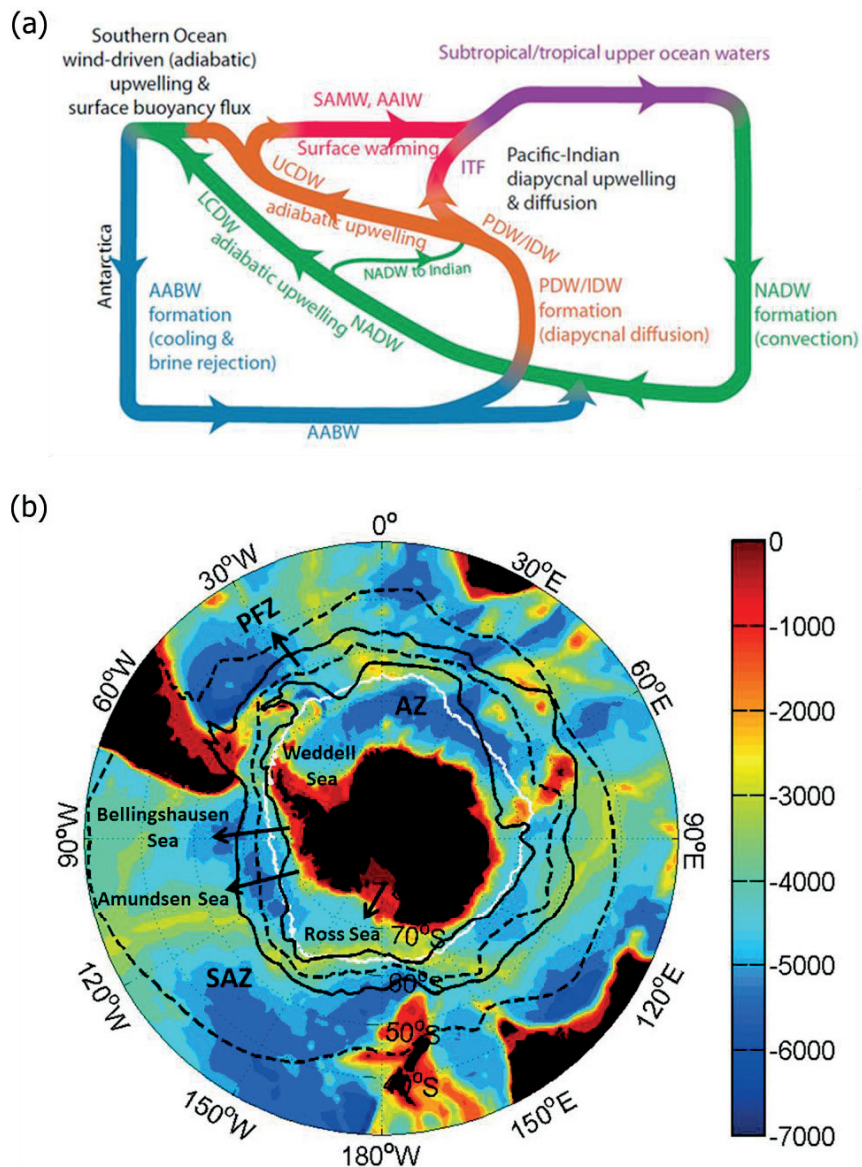 (a)
Southern Ocean
wind-driven (adiabatic)
upwelling &
surface buoyancy flux
Subtropical/tropical upper ocean waters
SAMW, AAIW
Surface warming
ITF
Pacific-Indian
diapycnal upwelling
& diffusion
UCDW
adiabatic upwelling
PDW/IDW
LCDW
adiabatic upwelling
NADW to Indian
NADW
Antarctica
AABW
formation
(cooling &
brine rejection)
PDW/IDW
formation
(diapycnal diffusion)
NADW
formation
(convection)
AABW
(b)
0°
30°W
30°E
60°W
60°E
90°W
90°E
120°W
120°E
150°W
150°E
180°W
PFZ
AZ
Weddell
Sea
Bellingshausen
Sea
Amundsen Sea
Ross Sea
SAZ
70°S
60°S
50°S
0
-1000
-2000
-3000
-4000
-5000
-6000
-7000